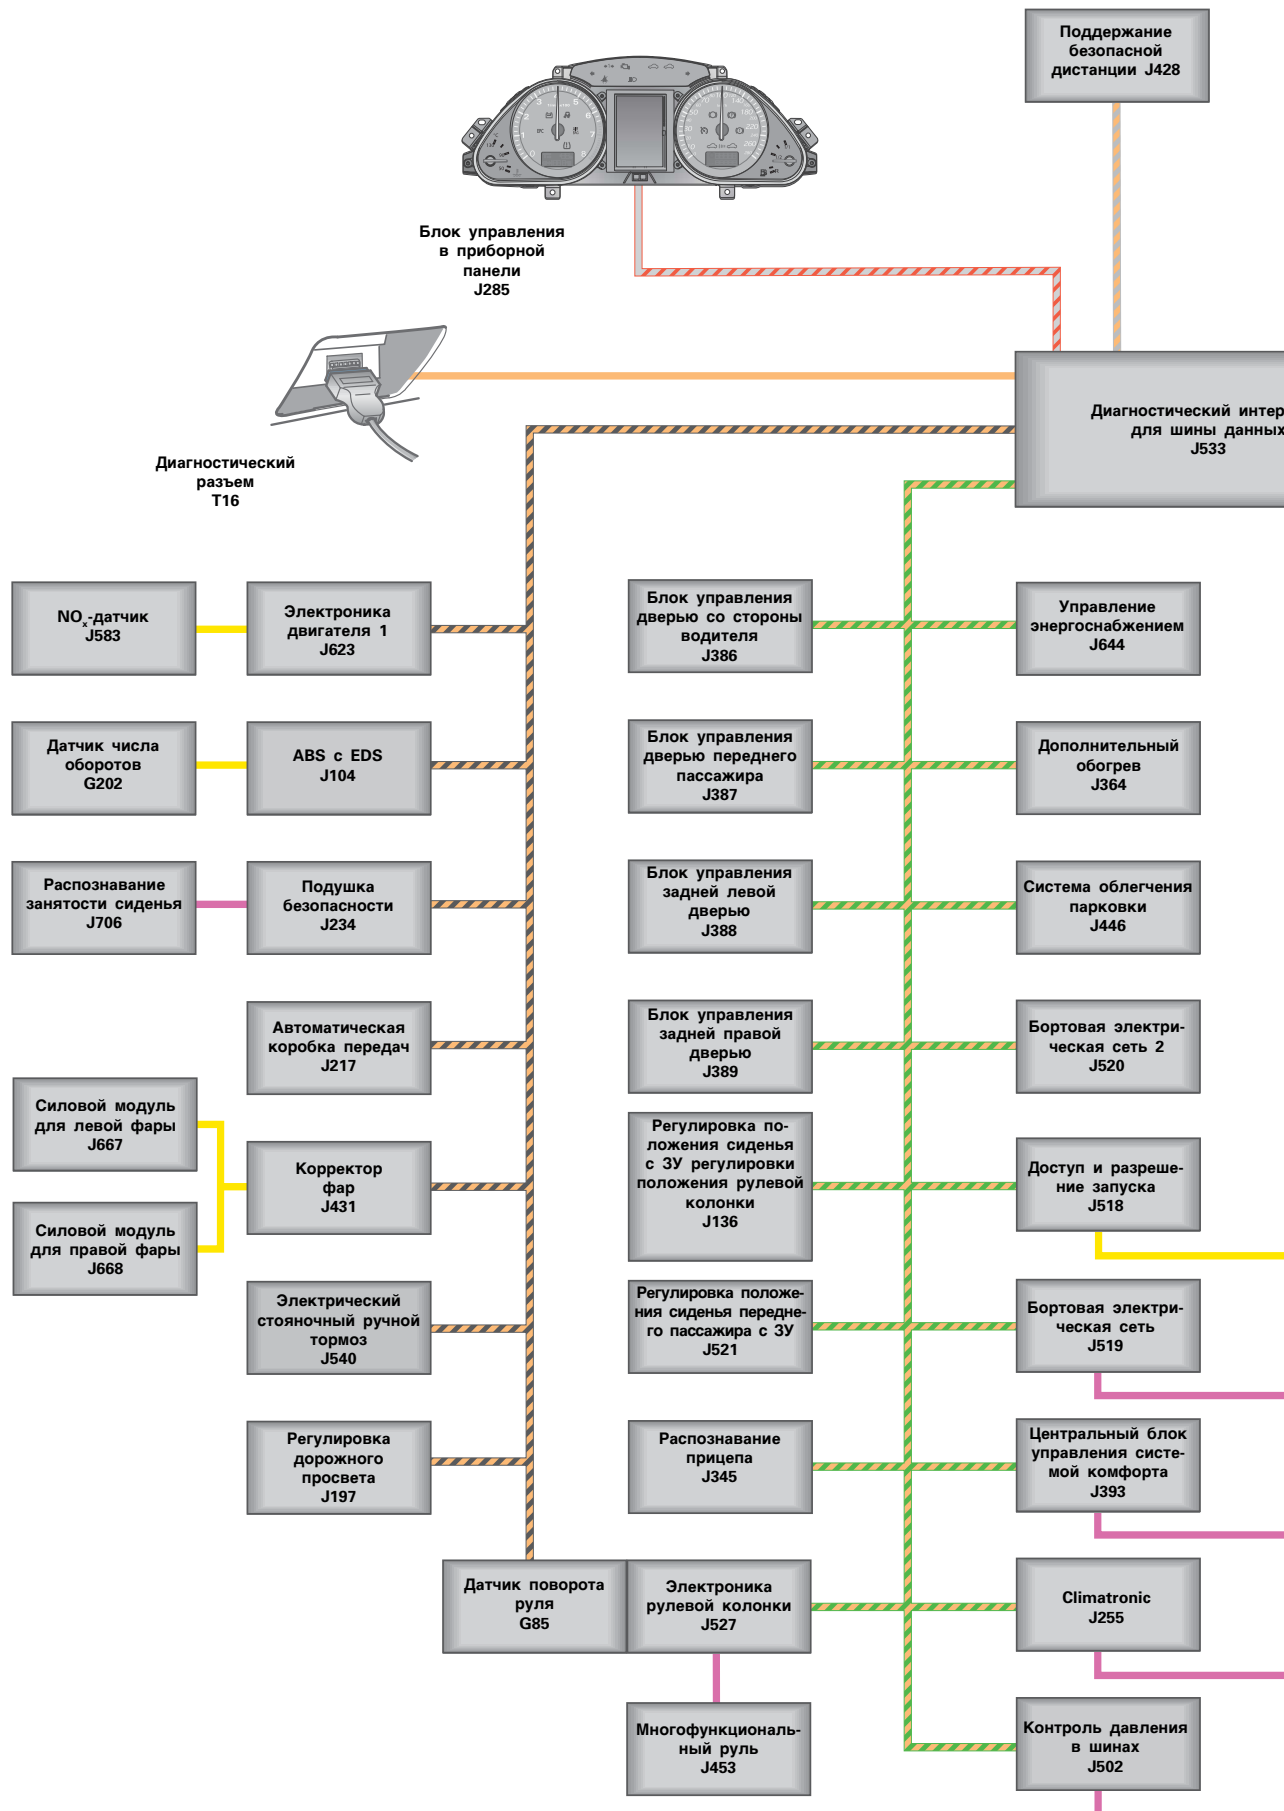 Поддержание
безопасной
дистанции J428
Блок управления
в приборной
панели
J285
Диагностический интер
для шины данных
J533
Диагностический
разъем
T16
NOx-датчик
J583
Электроника
двигателя 1
J623
Блок управления
дверью со стороны
водителя
J386
Управление
энергоснабжением
J644
Датчик числа
оборотов
G202
ABS с EDS
J104
Блок управления
дверью переднего
пассажира
J387
Дополнительный
обогрев
J364
Распознавание
занятости сиденья
J706
Подушка
безопасности
J234
Блок управления
задней левой
дверью
J388
Система облегчения
парковки
J446
Автоматическая
коробка передач
J217
Блок управления
задней правой
дверью
J389
Бортовая электри-
ческая сеть 2
J520
Силовой модуль
для левой фары
J667
Силовой модуль
для правой фары
J668
Корректор
фар
J431
Регулировка по-
ложения сиденья
с ЗУ регулировки
положения рулевой
колонки
J136
Доступ и разреше-
ние запуска
J518
Электрический
стояночный ручной
тормоз
J540
Регулировка положе-
ния сиденья передне-
го пассажира с ЗУ
J521
Бортовая электри-
ческая сеть
J519
Регулировка
дорожного
просвета
J197
Распознавание
прицепа
J345
Центральный блок
управления систе-
мой комфорта
J393
Датчик поворота
руля
G85
Электроника
рулевой колонки
J527
Climatronic
J255
Многофункциональ-
ный руль
J453
Контроль давления
в шинах
J502